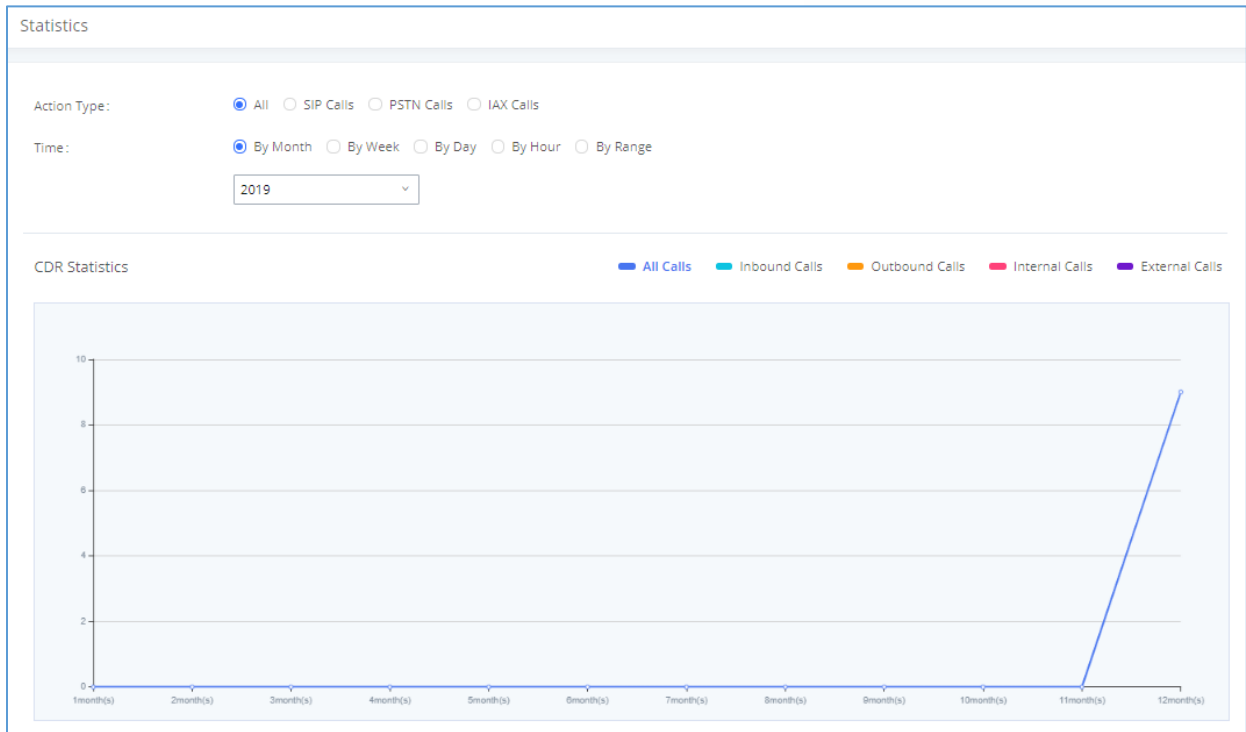 Statistics
Action Type: All SIP Calls PSTN Calls IAX Calls
Time: By Month By Week By Day By Hour By Range
2019
CDR Statistics All Calls Inbound Calls Outbound Calls Internal Calls External Calls
10
8
6
4
2
0
1month(s) 2month(s) 3month(s) 4month(s) 5month(s) 6month(s) 7month(s) 8month(s) 9month(s) 10month(s) 11month(s) 12month(s)